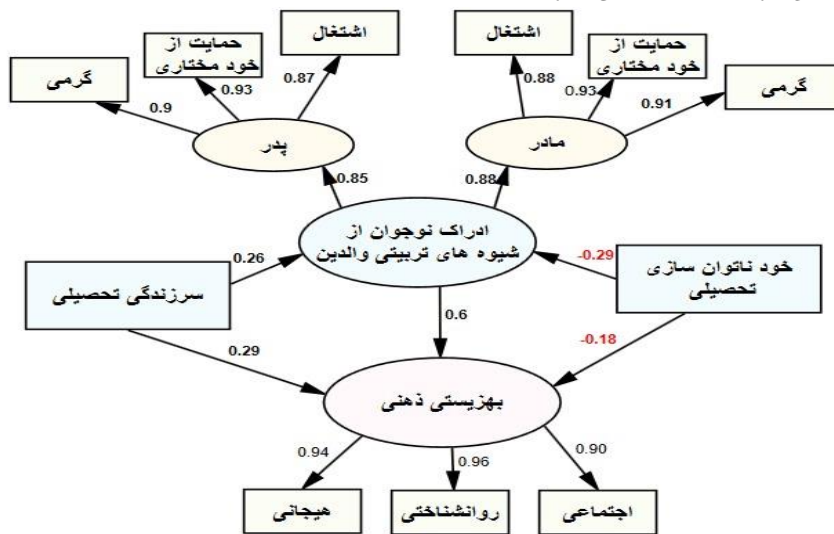 اشتغال
اشتغال
حمایت از
خود مختاری
حمایت از
خود مختاری
گرمی
گرمی
0.87
0.88
0.93
0.93
0.9
0.91
پدر
مادر
0.85
0.88
ادراک نوجوان از
شیوه های تربیتی والدین
خود ناتوان سازی
تحصیلی
سرزندگی تحصیلی
0.26
-0.29
0.6
0.29
-0.18
بهزیستی ذهنی
0.94
0.96
0.90
هیجانی
روانشناختی
اجتماعی